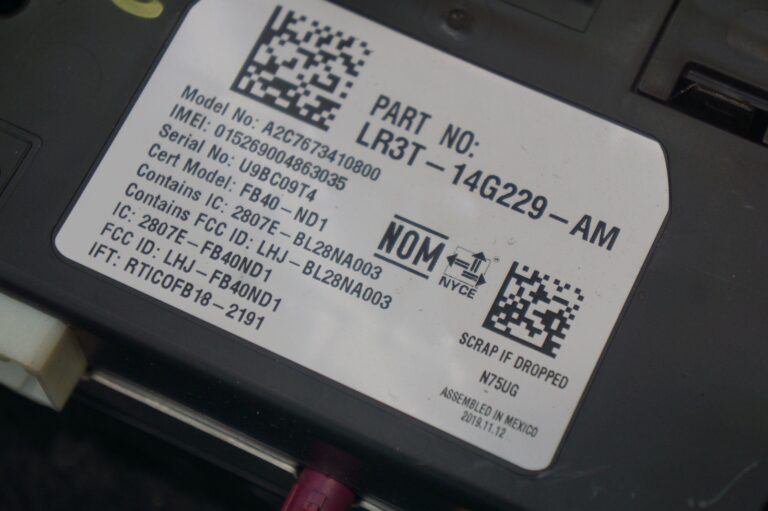 PART NO:
LR3T-14G229-AM
Model No: A2C7673410800
IMEI: 015269004863035
Serial No: U9BC09T4
Cert Model: FB40-ND1
Contains IC: 2807E-BL28NA003
Contains FCC ID: LHJ-BL28NA003
IC: 2807E-FB40ND1
FCC ID: LHJ-FB40ND1
IFT: RTICOFB18-2191
NOM
NYCE
SCRAP IF DROPPED
N75UG
ASSEMBLED IN MEXICO
2019.11.12